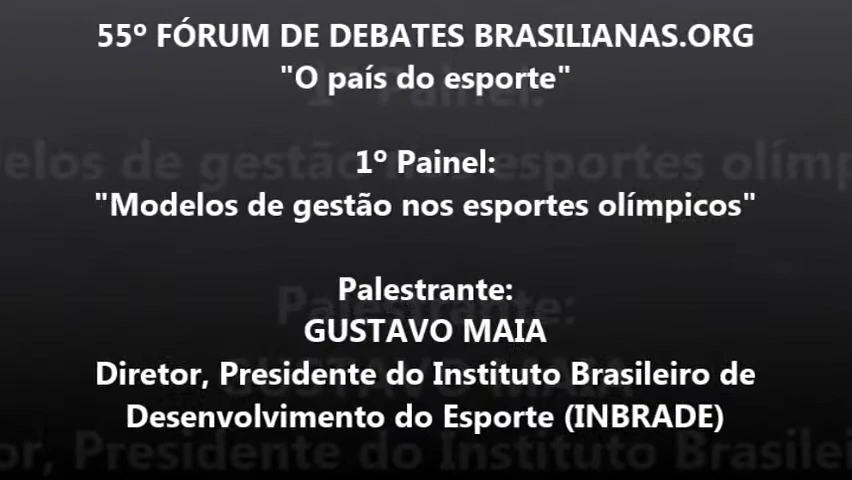 55º FÓRUM DE DEBATES BRASILIANAS.ORG
"O país do esporte"
1º Painel:
"Modelos de gestão nos esportes olímpicos"
Palestrante:
GUSTAVO MAIA
Diretor, Presidente do Instituto Brasileiro de
Desenvolvimento do Esporte (INBRADE)